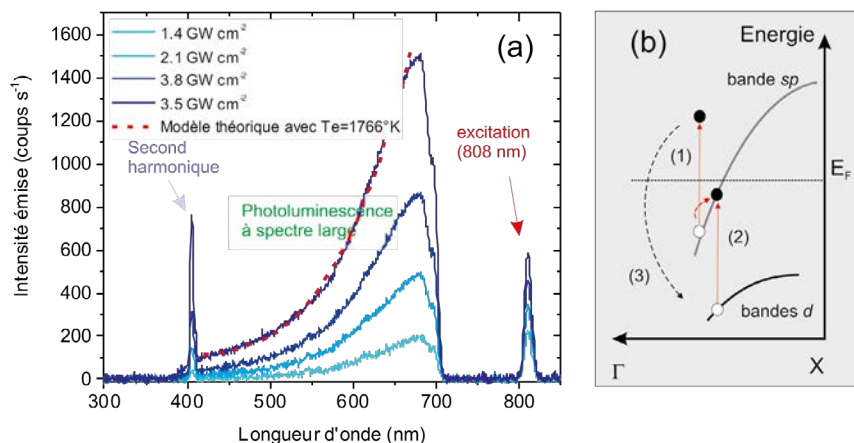 (a)
1.4 GW cm-2
2.1 GW cm-2
3.8 GW cm-2
3.5 GW cm-2
Modèle théorique avec Te=1766°K
Second
harmonique
excitation
(808 nm)
Photoluminescence
à spectre large
Intensité émise (coups s-1)
1600
1400
1200
1000
800
600
400
200
0
300
400
500
600
700
800
Longueur d'onde (nm)
(b)
Energie
bande sp
(1)
EF
(2)
(3)
bandes d
Γ
X